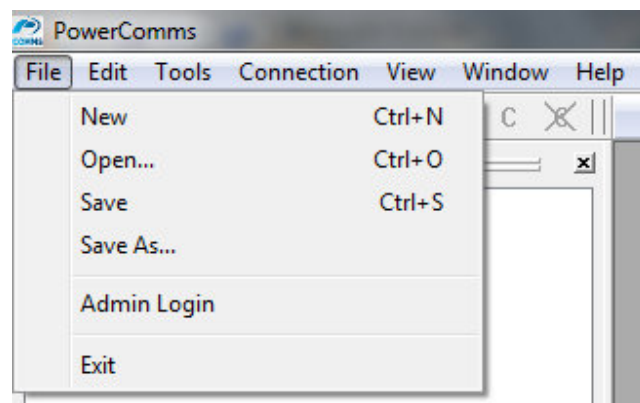 COMMS PowerComms
File Edit Tools Connection View Window Help
New Ctrl+N C
Open... Ctrl+O
Save Ctrl+S
Save As...
Admin Login
Exit